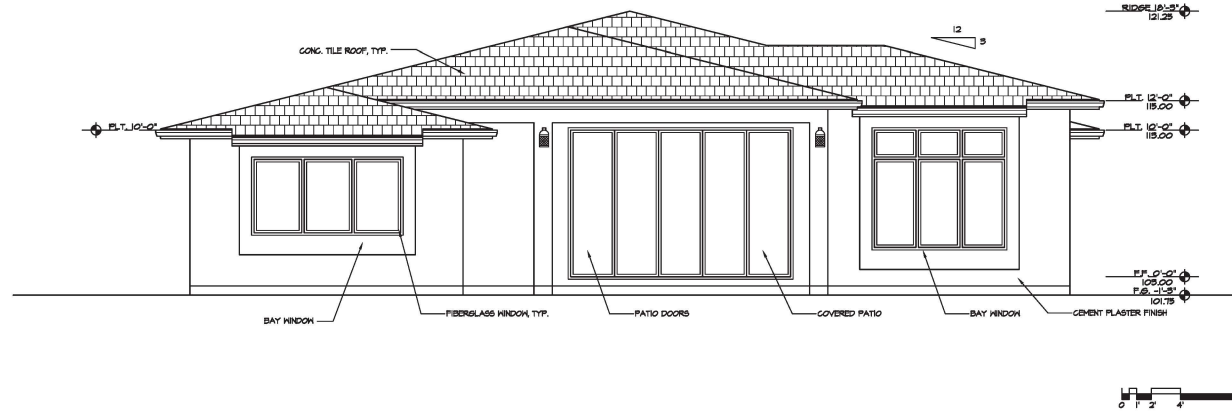 RIDGE 18'-3"
121.25
12
3
CONC. TILE ROOF, TYP.
PLT. 12'-0"
115.00
PLT. 10'-0"
PLT. 10'-0"
113.00
F.F. 0'-0"
103.00
F.G. -1'-3"
101.75
BAY WINDOW
FIBERGLASS WINDOW, TYP.
PATIO DOORS
COVERED PATIO
BAY WINDOW
CEMENT PLASTER FINISH
0 1' 2' 4'